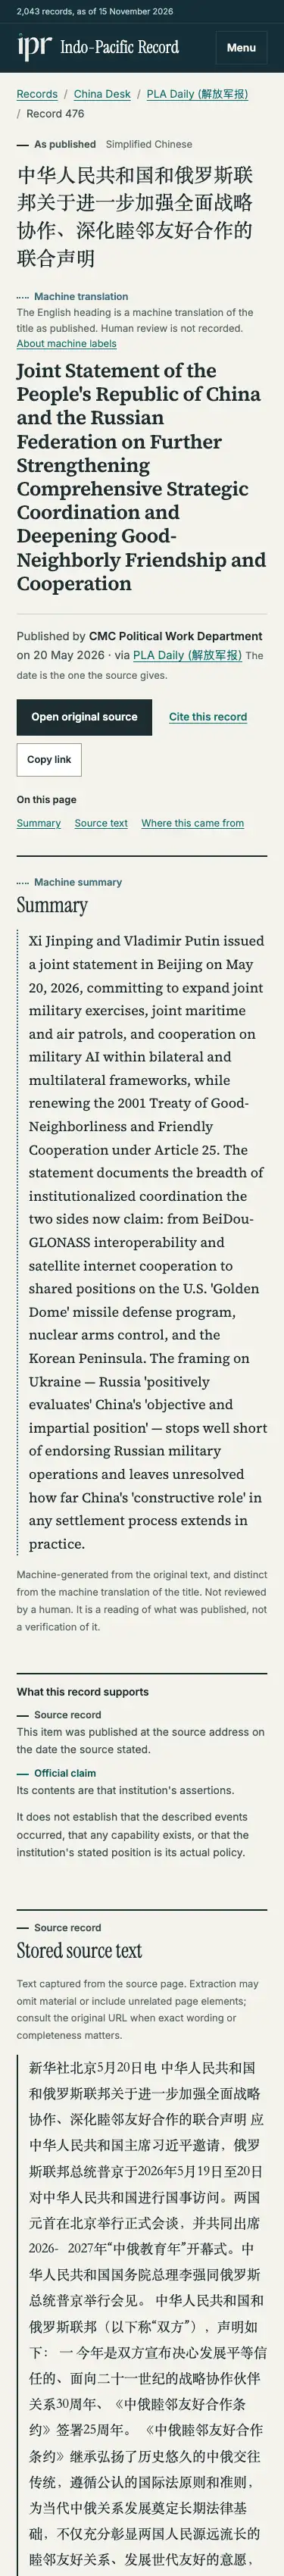 2,043 records, as of 15 November 2026
ipr Indo-Pacific Record
Menu
Records / China Desk / PLA Daily (解放军报)
/ Record 476
As published Simplified Chinese
中华人民共和国和俄罗斯联
邦关于进一步加强全面战略
协作、深化睦邻友好合作的
联合声明
Machine translation
The English heading is a machine translation of the
title as published. Human review is not recorded.
About machine labels
Joint Statement of the
People's Republic of China
and the Russian
Federation on Further
Strengthening
Comprehensive Strategic
Coordination and
Deepening Good-
Neighborly Friendship and
Cooperation
Published by CMC Political Work Department
on 20 May 2026 · via PLA Daily (解放军报) The
date is the one the source gives.
Open original source
Cite this record
Copy link
On this page
Summary Source text Where this came from
Machine summary
Summary
Xi Jinping and Vladimir Putin issued
a joint statement in Beijing on May
20, 2026, committing to expand joint
military exercises, joint maritime
and air patrols, and cooperation on
military AI within bilateral and
multilateral frameworks, while
renewing the 2001 Treaty of Good-
Neighborliness and Friendly
Cooperation under Article 25. The
statement documents the breadth of
institutionalized coordination the
two sides now claim: from BeiDou-
GLONASS interoperability and
satellite internet cooperation to
shared positions on the U.S. 'Golden
Dome' missile defense program,
nuclear arms control, and the
Korean Peninsula. The framing on
Ukraine — Russia 'positively
evaluates' China's 'objective and
impartial position' — stops well short
of endorsing Russian military
operations and leaves unresolved
how far China's 'constructive role' in
any settlement process extends in
practice.
Machine-generated from the original text, and distinct
from the machine translation of the title. Not reviewed
by a human. It is a reading of what was published, not
a verification of it.
What this record supports
Source record
This item was published at the source address on
the date the source stated.
Official claim
Its contents are that institution's assertions.
It does not establish that the described events
occurred, that any capability exists, or that the
institution's stated position is its actual policy.
Source record
Stored source text
Text captured from the source page. Extraction may
omit material or include unrelated page elements;
consult the original URL when exact wording or
completeness matters.
新华社北京5月20日电 中华人民共和国
和俄罗斯联邦关于进一步加强全面战略
协作、深化睦邻友好合作的联合声明 应
中华人民共和国主席习近平邀请，俄罗
斯联邦总统普京于2026年5月19日至20日
对中华人民共和国进行国事访问。两国
元首在北京举行正式会谈，并共同出席
2026- 2027年“中俄教育年”开幕式。中
华人民共和国国务院总理李强同俄罗斯
总统普京举行会见。 中华人民共和国和
俄罗斯联邦（以下称“双方”），声明如
下： 一 今年是双方宣布决心发展平等信
任的、面向二十一世纪的战略协作伙伴
关系30周年、《中俄睦邻友好合作条
约》签署25周年。 《中俄睦邻友好合作
条约》继承弘扬了历史悠久的中俄交往
传统，遵循公认的国际法原则和准则，
为当代中俄关系发展奠定长期法律基
础，不仅充分彰显两国人民源远流长的
睦邻友好关系、发展世代友好的意愿，